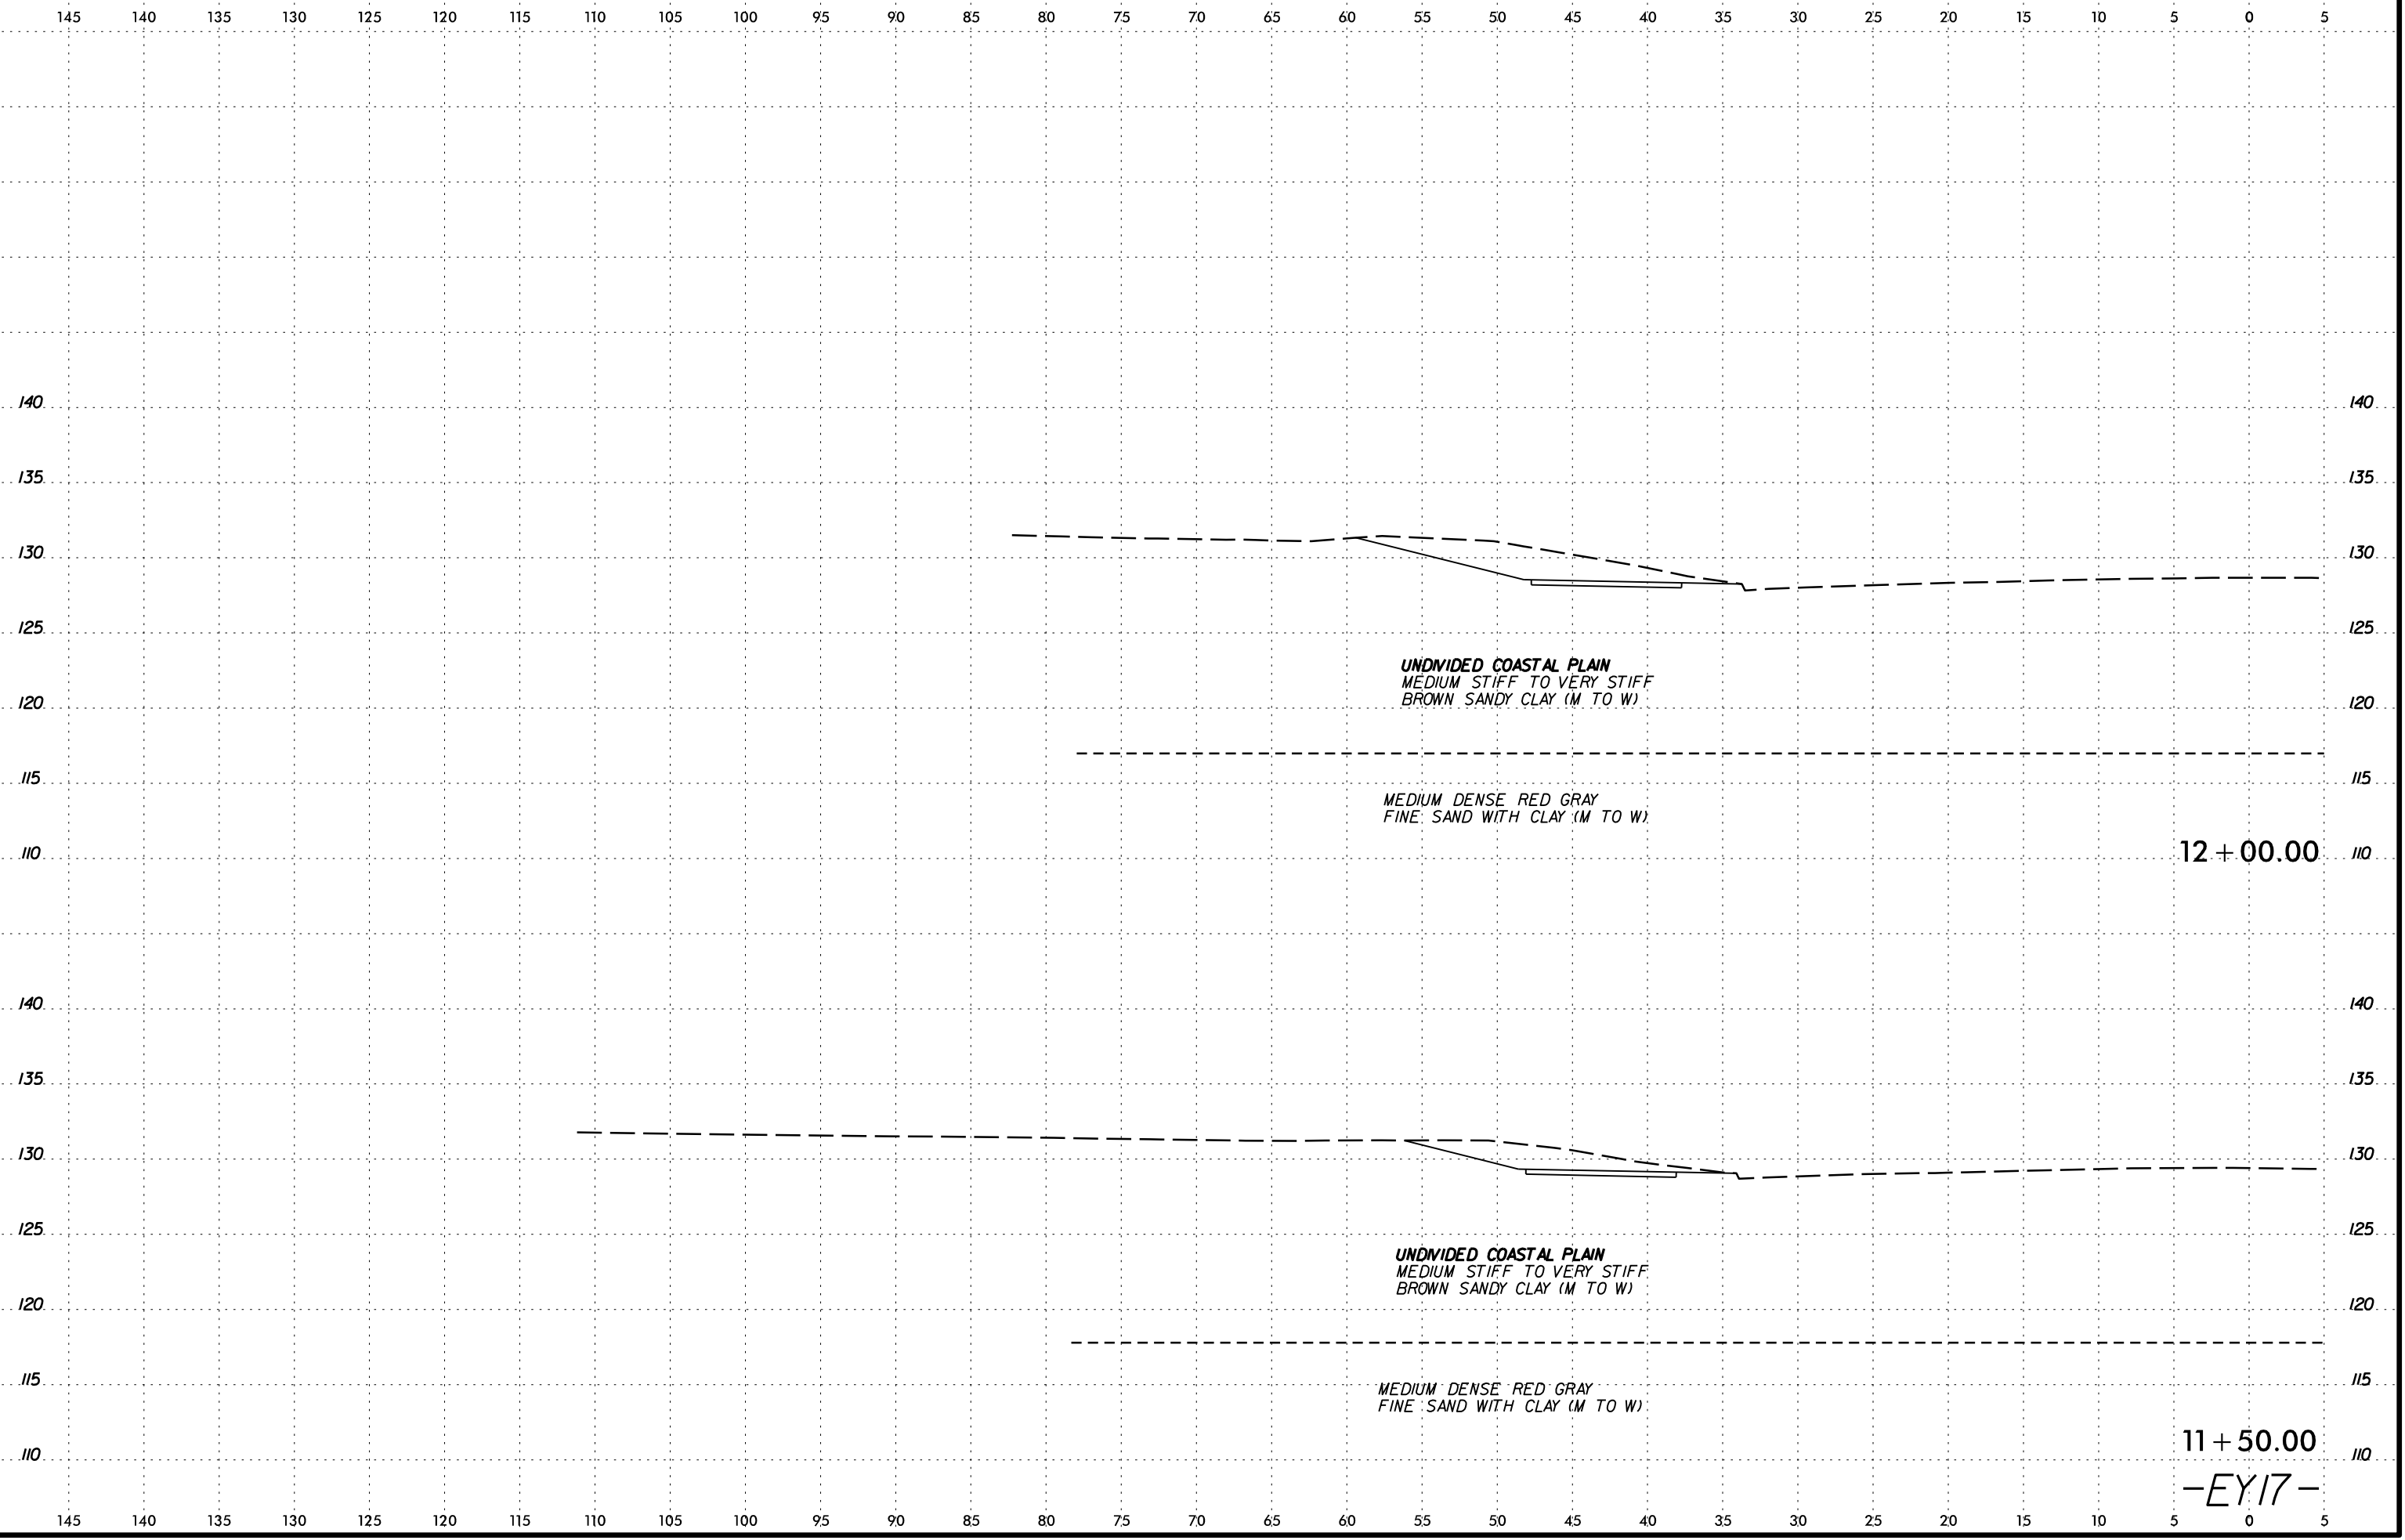 145 140 135 130 125 120 115 110 105 100 95 90 85 80 75 70 65 60 55 50 45 40 35 30 25 20 15 10 5 0 5
140 140
135 135
130 130
125 125
UNDIVIDED COASTAL PLAIN
MEDIUM STIFF TO VERY STIFF
BROWN SANDY CLAY (M TO W)
120 120
115 115
MEDIUM DENSE RED GRAY
FINE SAND WITH CLAY (M TO W)
110 12+00.00 110
140 140
135 135
130 130
125 125
UNDIVIDED COASTAL PLAIN
MEDIUM STIFF TO VERY STIFF
BROWN SANDY CLAY (M TO W)
120 120
115 115
MEDIUM DENSE RED GRAY
FINE SAND WITH CLAY (M TO W)
11+50.00
110 110
-EY17-
145 140 135 130 125 120 115 110 105 100 95 90 85 80 75 70 65 60 55 50 45 40 35 30 25 20 15 10 5 0 5